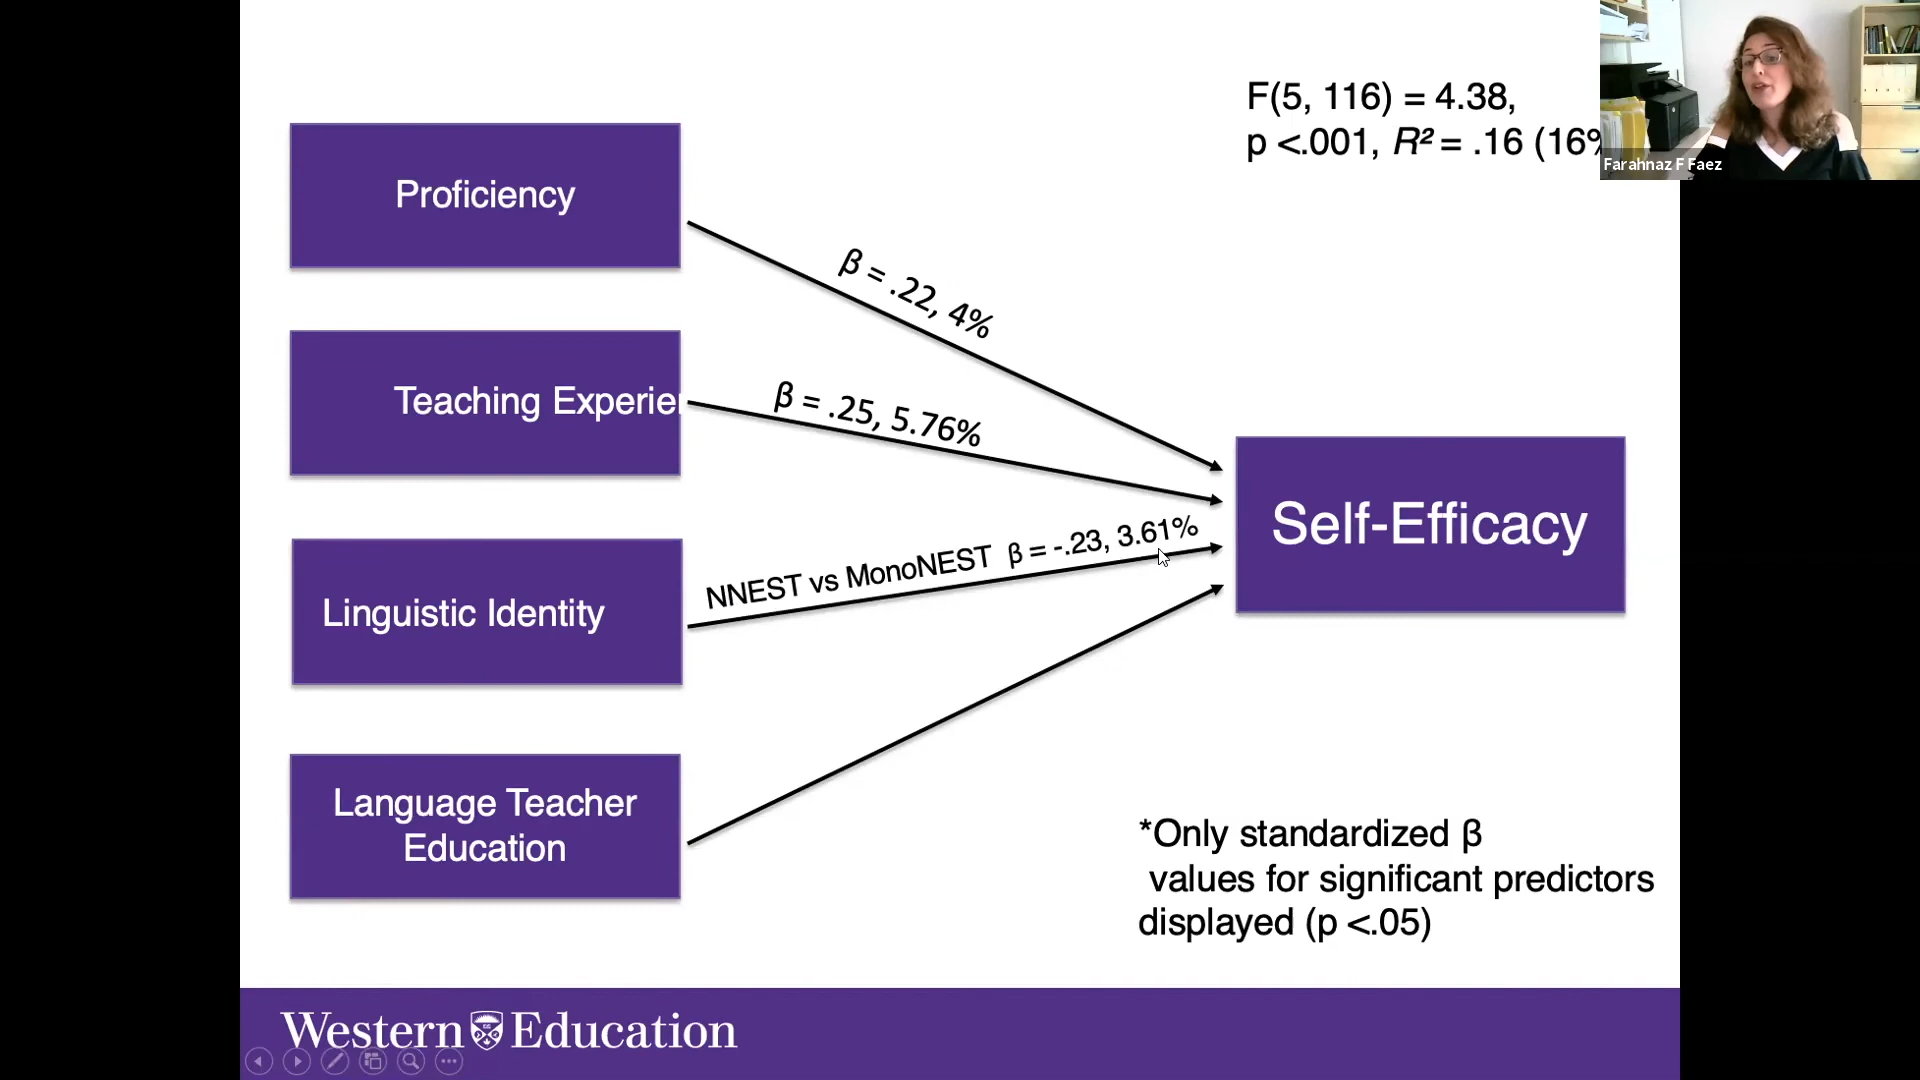 F(5, 116) = 4.38,
p <.001, R² = .16 (16%
Farahnaz F Faez
Proficiency
β = .22, 4%
Teaching Experien
β = .25, 5.76%
NNEST vs MonoNEST β = -.23, 3.61%
Linguistic Identity
Self-Efficacy
Language Teacher
Education
*Only standardized β
values for significant predictors
displayed (p <.05)
Western Education